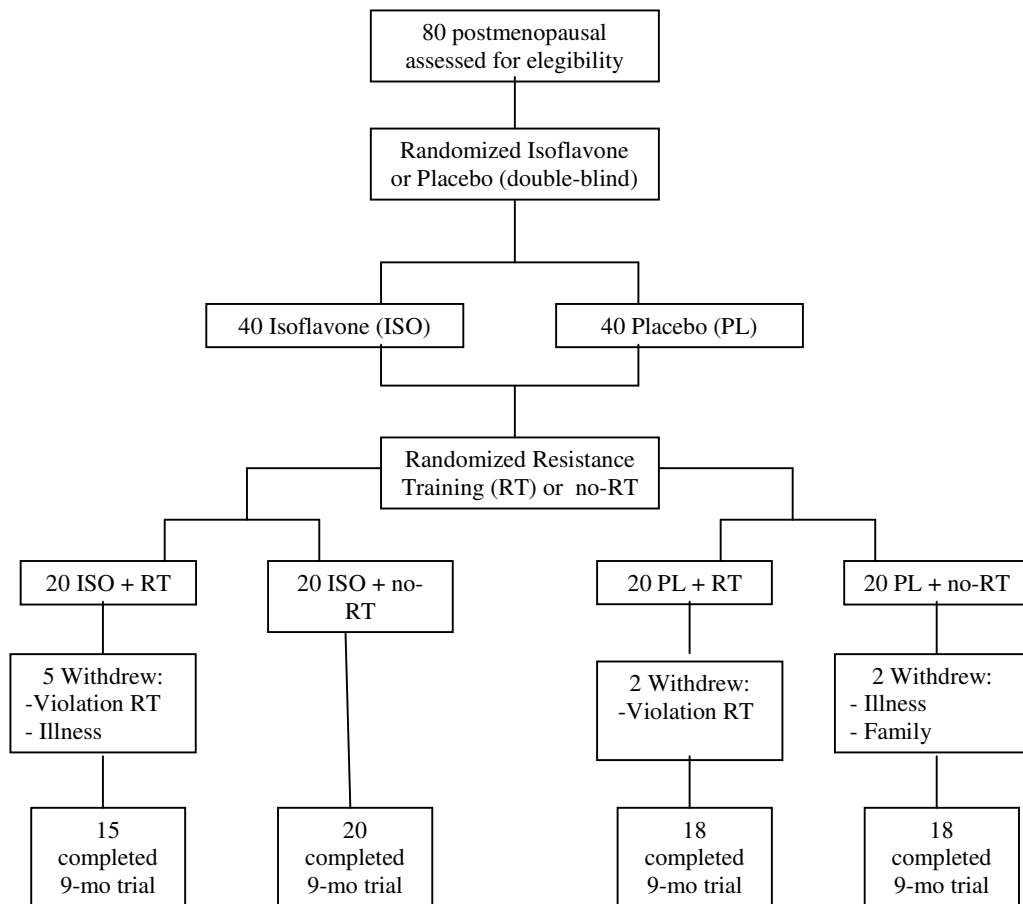 80 postmenopausal
assessed for elegibility
Randomized Isoflavone
or Placebo (double-blind)
40 Isoflavone (ISO)
40 Placebo (PL)
Randomized Resistance
Training (RT) or no-RT
20 ISO + RT
20 ISO + no-
RT
20 PL + RT
20 PL + no-RT
5 Withdrew:
-Violation RT
- Illness
2 Withdrew:
-Violation RT
2 Withdrew:
- Illness
- Family
15
completed
9-mo trial
20
completed
9-mo trial
18
completed
9-mo trial
18
completed
9-mo trial